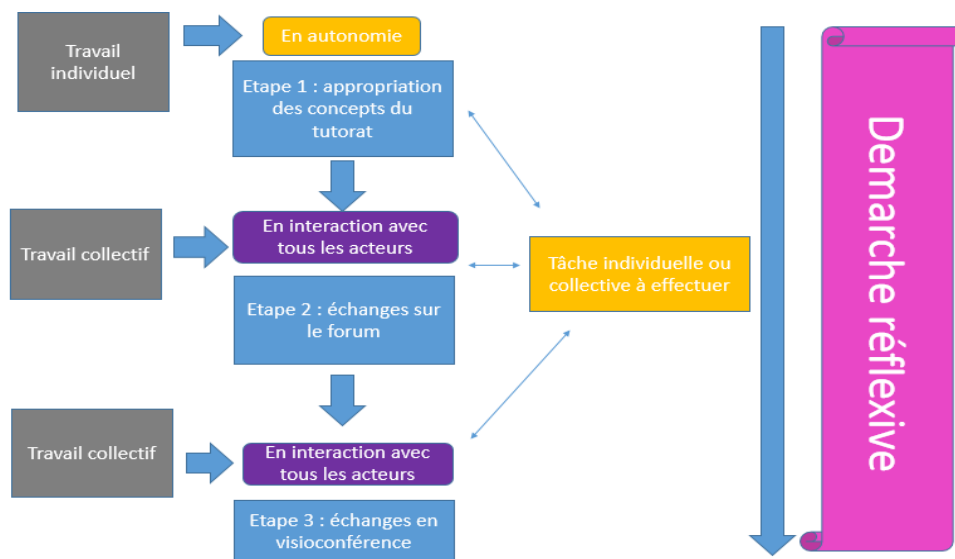 Travail
individuel
En autonomie
Etape 1 : appropriation
des concepts du
tutorat
Travail collectif
En interaction avec
tous les acteurs
Etape 2 : échanges sur
le forum
Tâche individuelle ou
collective à effectuer
Travail collectif
En interaction avec
tous les acteurs
Etape 3 : échanges en
visioconférence
Demarche réflexive